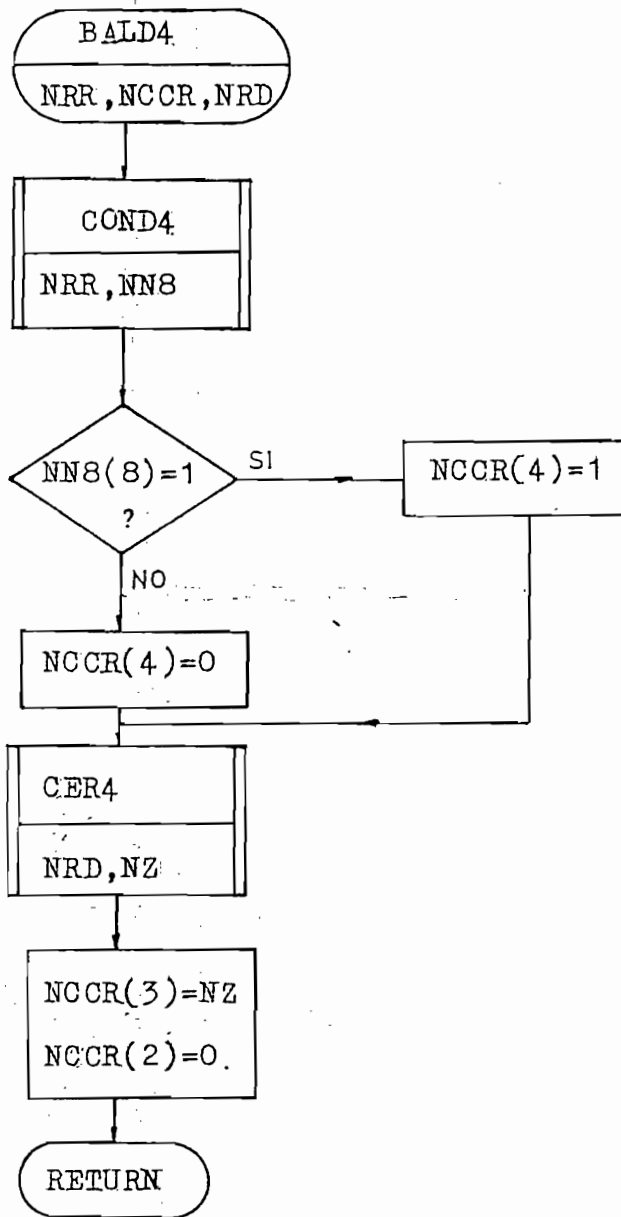 BALD4
NRR,NCCR,NRD
COND4
NRR,NN8
NN8(8)=1
?
SI
NCCR(4)=1
NO
NCCR(4)=0
CER4
NRD,NZ
NCCR(3)=NZ
NCCR(2)=0.
RETURN